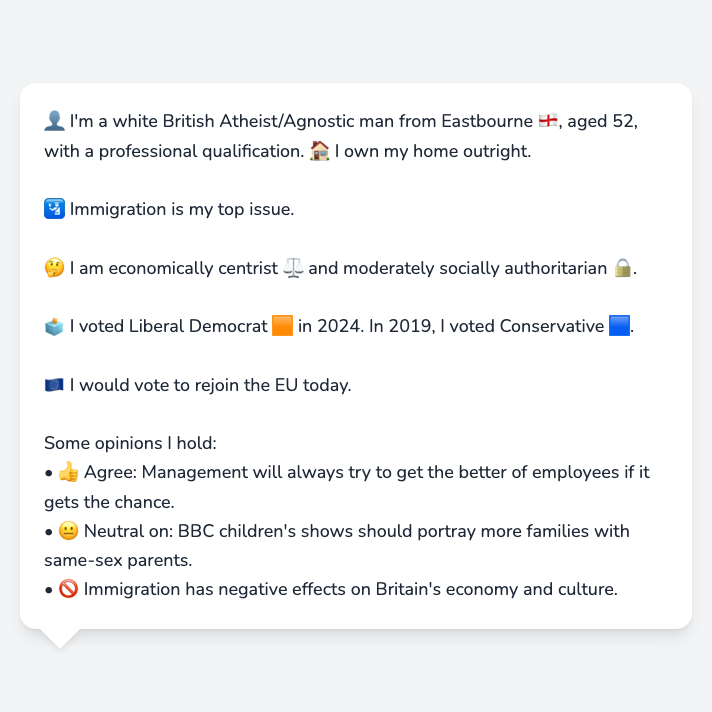 👤 I'm a white British Atheist/Agnostic man from Eastbourne 🏴󠁧󠁢󠁥󠁮󠁧󠁿, aged 52,
with a professional qualification. 🏠 I own my home outright.
🛂 Immigration is my top issue.
🤔 I am economically centrist ⚖️ and moderately socially authoritarian 🔒.
🗳️ I voted Liberal Democrat 🟧 in 2024. In 2019, I voted Conservative 🟦.
🇪🇺 I would vote to rejoin the EU today.
Some opinions I hold:
• 👍 Agree: Management will always try to get the better of employees if it
gets the chance.
• 😐 Neutral on: BBC children's shows should portray more families with
same-sex parents.
• 🚫 Immigration has negative effects on Britain's economy and culture.